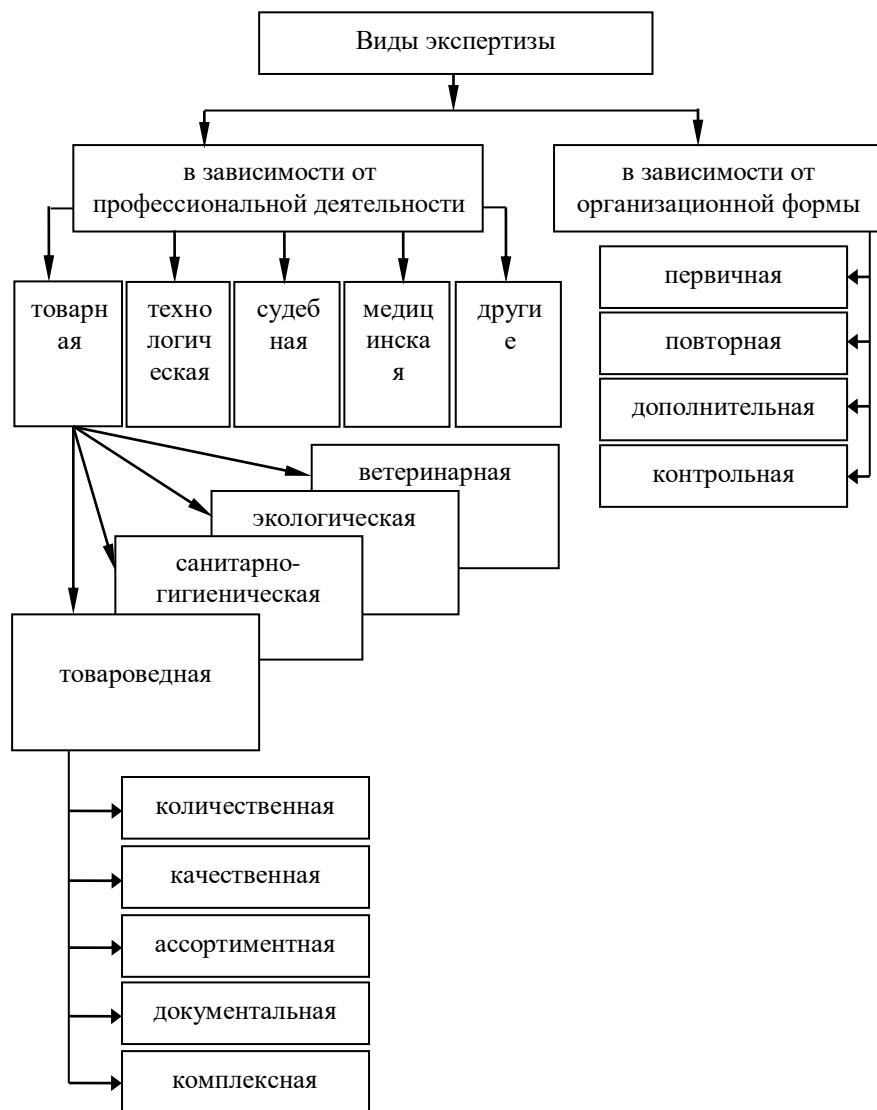 Виды экспертизы
в зависимости от
профессиональной деятельности
в зависимости от
организационной формы
товарн
ая
техно
логич
еская
судеб
ная
медиц
инска
я
други
е
первичная
повторная
дополнительная
контрольная
ветеринарная
экологическая
санитарно-
гигиеническая
товароведная
количественная
качественная
ассортиментная
документальная
комплексная